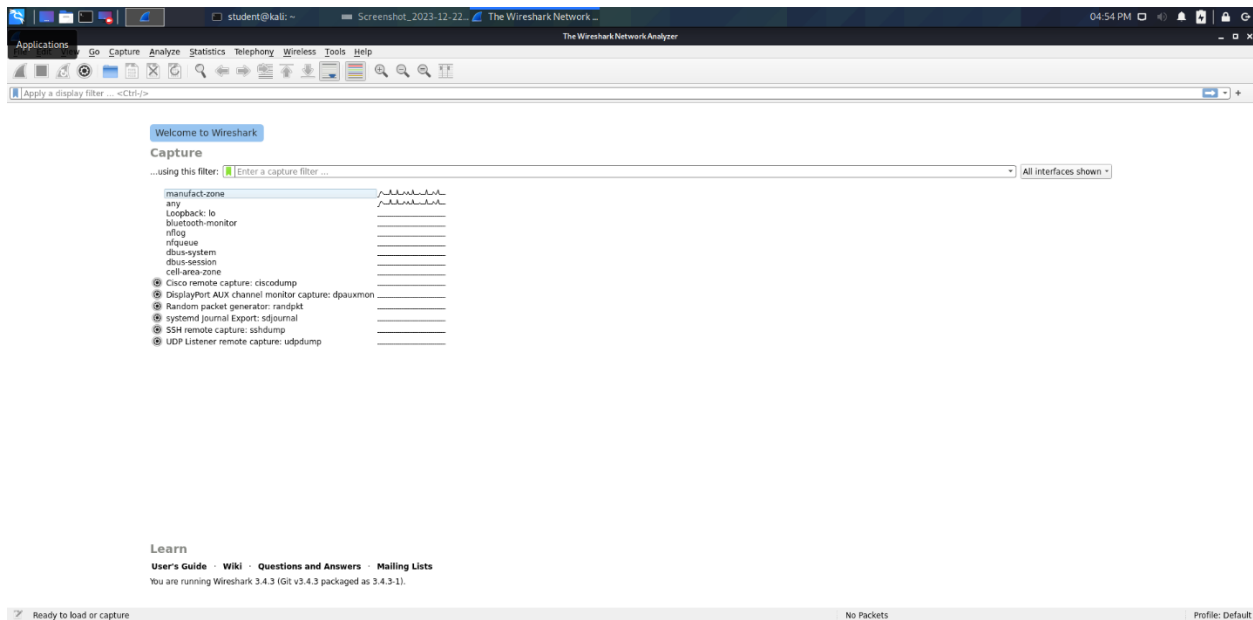 student@kali: ~
Screenshot_2023-12-22...
The Wireshark Network ...
04:54 PM
The Wireshark Network Analyzer
Applications
Go Capture Analyze Statistics Telephony Wireless Tools Help
Apply a display filter ... <Ctrl-/>
Welcome to Wireshark
Capture
...using this filter: Enter a capture filter ...
All interfaces shown
manufact-zone
any
Loopback: lo
bluetooth-monitor
nflog
nfqueue
dbus-system
dbus-session
cell-area-zone
Cisco remote capture: ciscodump
DisplayPort AUX channel monitor capture: dpauxmon
Random packet generator: randpkt
systemd Journal Export: sdjournal
SSH remote capture: sshdump
UDP Listener remote capture: udpdump
Learn
User's Guide · Wiki · Questions and Answers · Mailing Lists
You are running Wireshark 3.4.3 (Git v3.4.3 packaged as 3.4.3-1).
Ready to load or capture
No Packets
Profile: Default